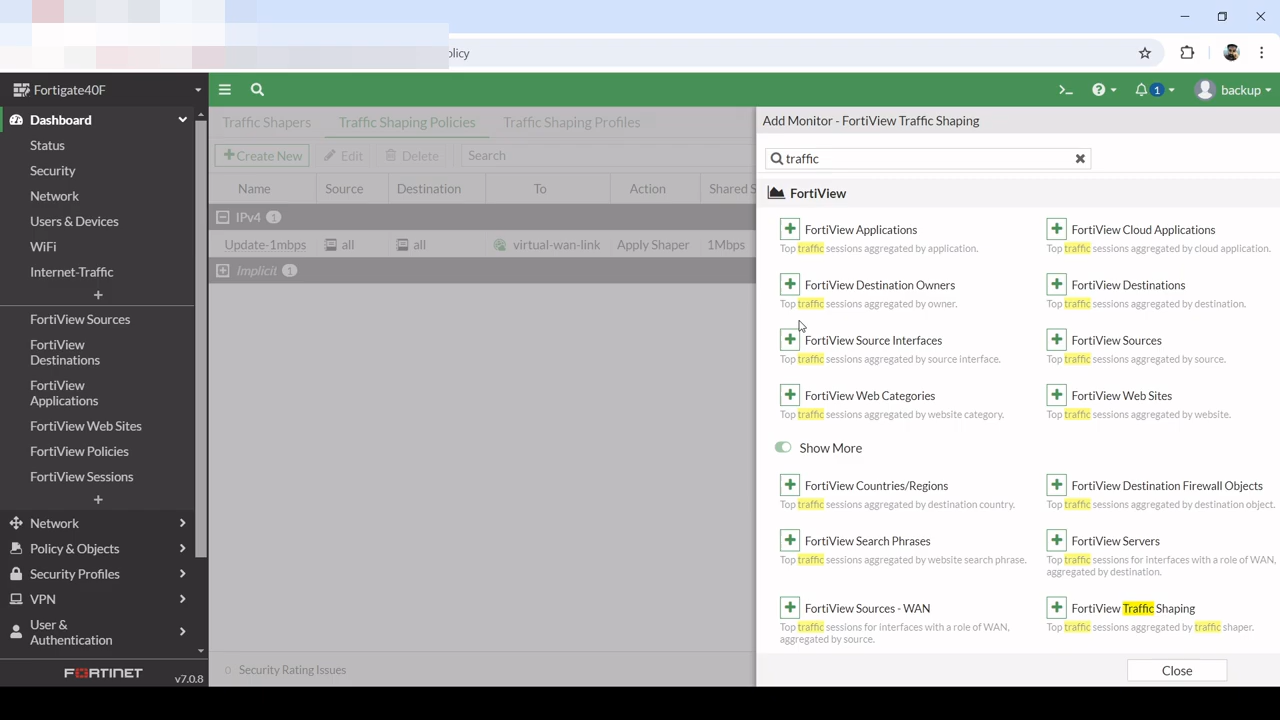 olicy
Fortigate40F
1
backup
Dashboard
Status
Security
Network
Users & Devices
WiFi
Internet-Traffic
FortiView Sources
FortiView
Destinations
FortiView
Applications
FortiView Web Sites
FortiView Policies
FortiView Sessions
Network
Policy & Objects
Security Profiles
VPN
User &
Authentication
FORTINET
v7.0.8
Traffic Shapers
Traffic Shaping Policies
Traffic Shaping Profiles
Create New
Edit
Delete
Search
Name
Source
Destination
To
Action
Shared S
IPv4 1
Update-1mbps
all
all
virtual-wan-link
Apply Shaper
1Mbps
Implicit 1
0 Security Rating Issues
Add Monitor - FortiView Traffic Shaping
traffic
FortiView
FortiView Applications
Top traffic sessions aggregated by application.
FortiView Cloud Applications
Top traffic sessions aggregated by cloud application.
FortiView Destination Owners
Top traffic sessions aggregated by owner.
FortiView Destinations
Top traffic sessions aggregated by destination.
FortiView Source Interfaces
Top traffic sessions aggregated by source interface.
FortiView Sources
Top traffic sessions aggregated by source.
FortiView Web Categories
Top traffic sessions aggregated by website category.
FortiView Web Sites
Top traffic sessions aggregated by website.
Show More
FortiView Countries/Regions
Top traffic sessions aggregated by destination country.
FortiView Destination Firewall Objects
Top traffic sessions aggregated by destination object.
FortiView Search Phrases
Top traffic sessions aggregated by website search phrase.
FortiView Servers
Top traffic sessions for interfaces with a role of WAN,
aggregated by destination.
FortiView Sources - WAN
Top traffic sessions for interfaces with a role of WAN,
aggregated by source.
FortiView Traffic Shaping
Top traffic sessions aggregated by traffic shaper.
Close